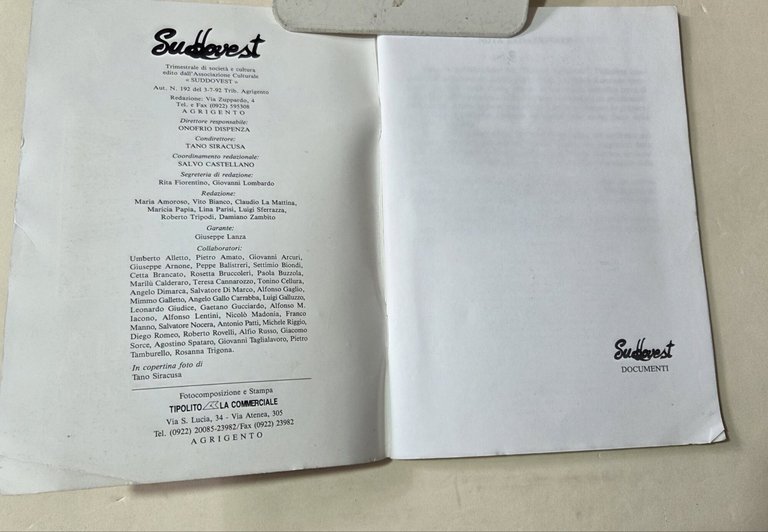 Suddovest
Trimestrale di società e cultura
edito dall'Associazione Culturale
« SUDDOVEST »
Aut. N. 192 del 3-7-92 Trib. Agrigento
Redazione: Via Zuppardo, 4
Tel. e Fax (0922) 595308
AGRIGENTO
Direttore responsabile:
ONOFRIO DISPENZA
Condirettore:
TANO SIRACUSA
Coordinamento redazionale:
SALVO CASTELLANO
Segreteria di redazione:
Rita Fiorentino, Giovanni Lombardo
Redazione:
Maria Amoroso, Vito Bianco, Claudio La Mattina,
Maricia Papia, Lina Parisi, Luigi Sferrazza,
Roberto Tripodi, Damiano Zambito
Garante:
Giuseppe Lanza
Collaboratori:
Umberto Alletto, Pietro Amato, Giovanni Arcuri,
Giuseppe Arnone, Peppe Balistreri, Settimio Biondi,
Cetta Brancato, Rosetta Bruccoleri, Paola Buzzola,
Marilù Calderaro, Teresa Cannarozzo, Tonino Cellura,
Angelo Dimarca, Salvatore Di Marco, Alfonso Gaglio,
Mimmo Galletto, Angelo Gallo Carrabba, Luigi Galluzzo,
Leonardo Giudice, Gaetano Gucciardo, Alfonso M.
Iacono, Alfonso Lentini, Nicolò Madonia, Franco
Manno, Salvatore Nocera, Antonio Patti, Michele Riggio,
Diego Romeo, Roberto Rovelli, Alfio Russo, Giacomo
Sorce, Agostino Spataro, Giovanni Taglialavoro, Pietro
Tamburello, Rosanna Trigona.
In copertina foto di
Tano Siracusa
Fotocomposizione e Stampa
TIPOLITO LA COMMERCIALE
Via S. Lucia, 34 - Via Atenea, 305
Tel. (0922) 20085-23982/Fax (0922) 23982
AGRIGENTO
Suddovest
DOCUMENTI